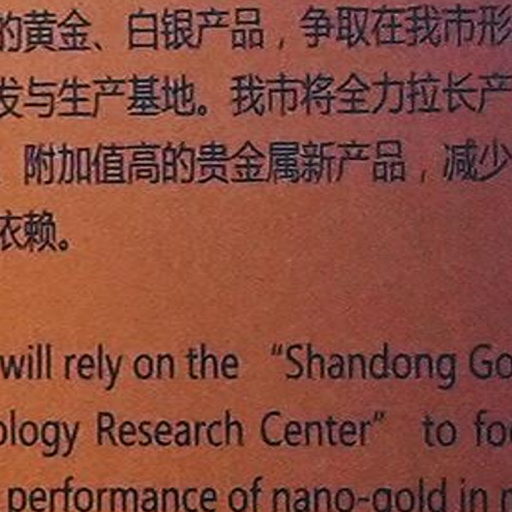 的黄金、白银产品，争取在我市形
发与生产基地。我市将全力拉长产
、附加值高的贵金属新产品，减少
依赖。
will rely on the “Shandong Go
ology Research Center” to fo
performance of nano-gold in